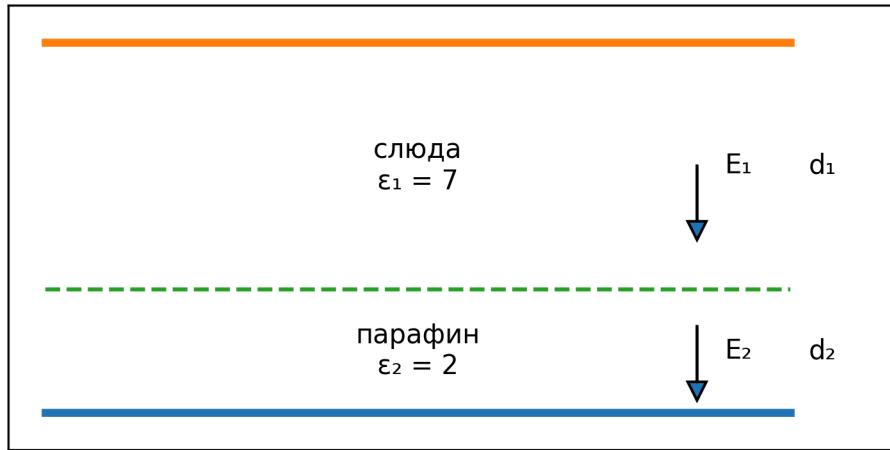 слюда
ε₁ = 7
E₁
d₁
парафин
ε₂ = 2
E₂
d₂